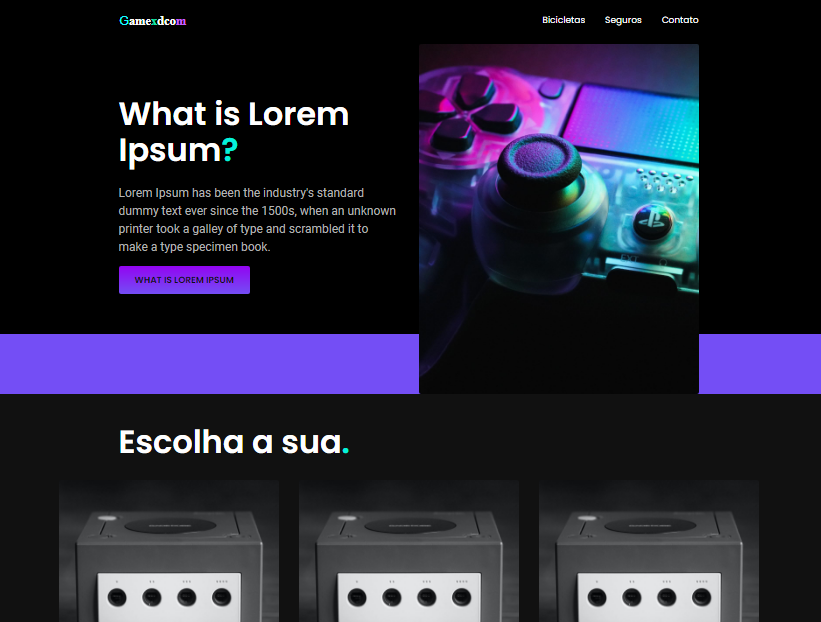 Gamexdcom
Bicicletas Seguros Contato
What is Lorem
Ipsum?
Lorem Ipsum has been the industry's standard
dummy text ever since the 1500s, when an unknown
printer took a galley of type and scrambled it to
make a type specimen book.
WHAT IS LOREM IPSUM
Escolha a sua.